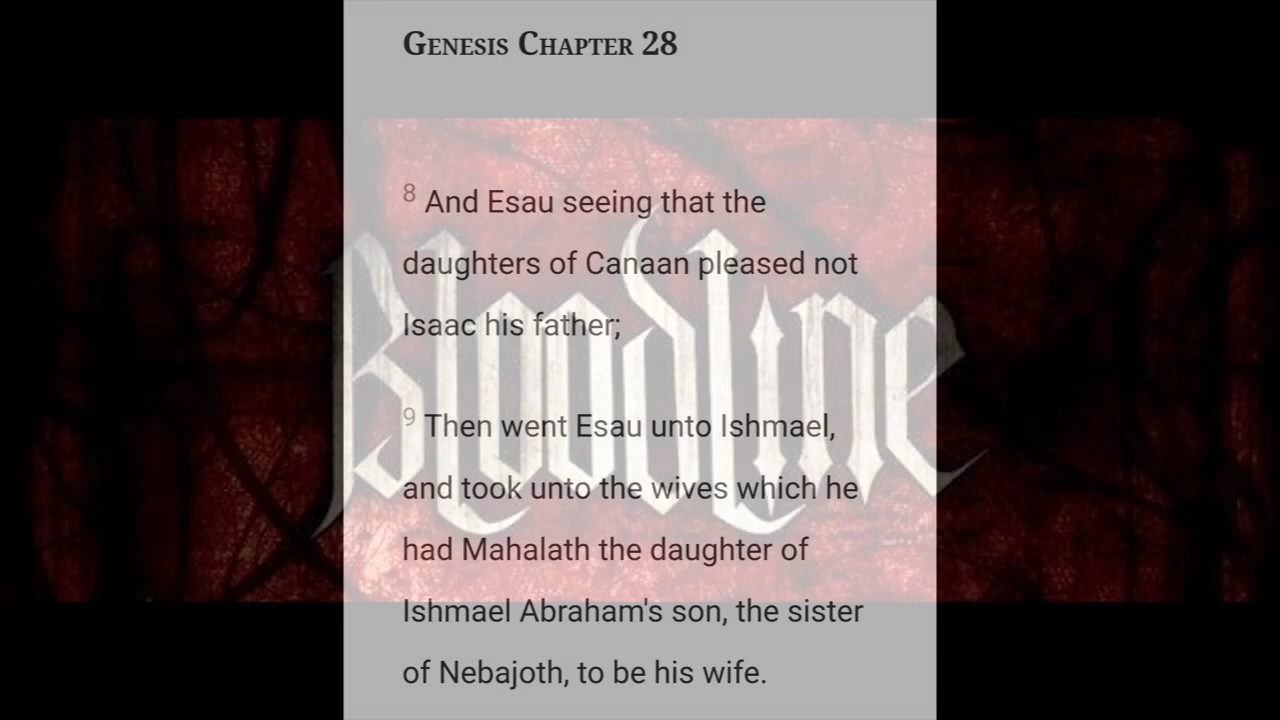 Genesis Chapter 28
8 And Esau seeing that the
daughters of Canaan pleased not
Isaac his father;
Bloodline
9 Then went Esau unto Ishmael,
and took unto the wives which he
had Mahalath the daughter of
Ishmael Abraham's son, the sister
of Nebajoth, to be his wife.